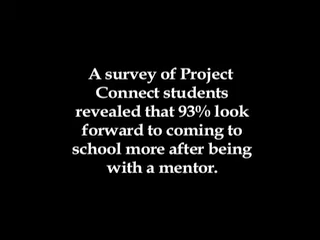 A survey of Project
Connect students
revealed that 93% look
forward to coming to
school more after being
with a mentor.